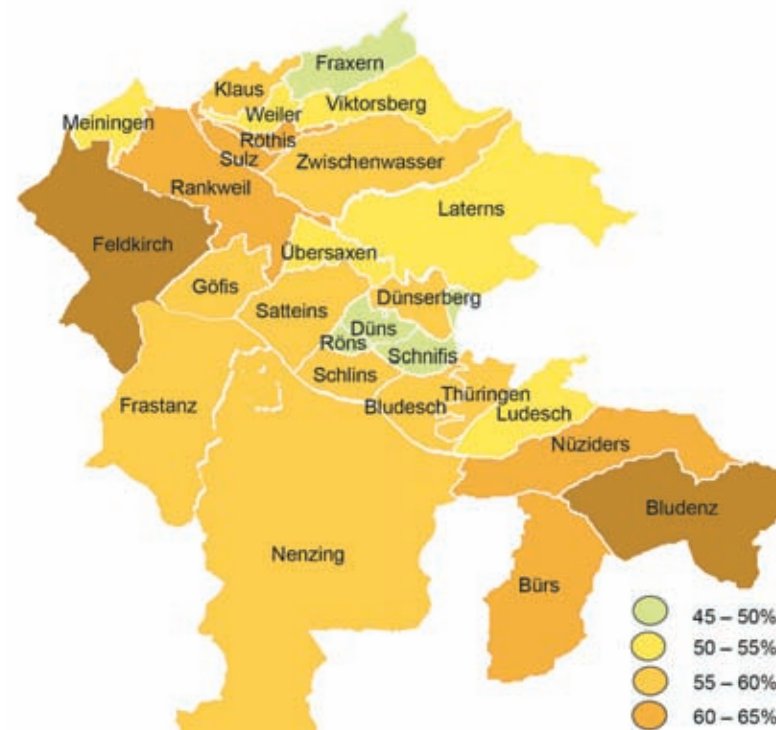 Fraxern
Klaus
Viktorsberg
Weiler
Meiningen
Röthis
Sulz
Zwischenwasser
Rankweil
Laterns
Feldkirch
Übersaxen
Göfis
Dünserberg
Satteins
Düns
Röns
Schnifis
Schlins
Thüringen
Frastanz
Bludesch
Ludesch
Nüziders
Bludenz
Nenzing
Bürs
45 – 50%
50 – 55%
55 – 60%
60 – 65%